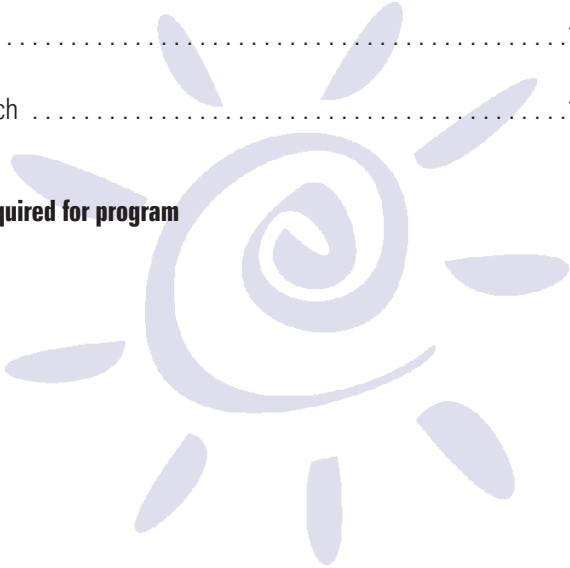 . . . . . . . . . . . . . . . . . . . . . . . . . . . . . . . . . . . . . . . . . . . . . . .
ch . . . . . . . . . . . . . . . . . . . . . . . . . . . . . . . . . . . . . . . . . . . . .
quired for program